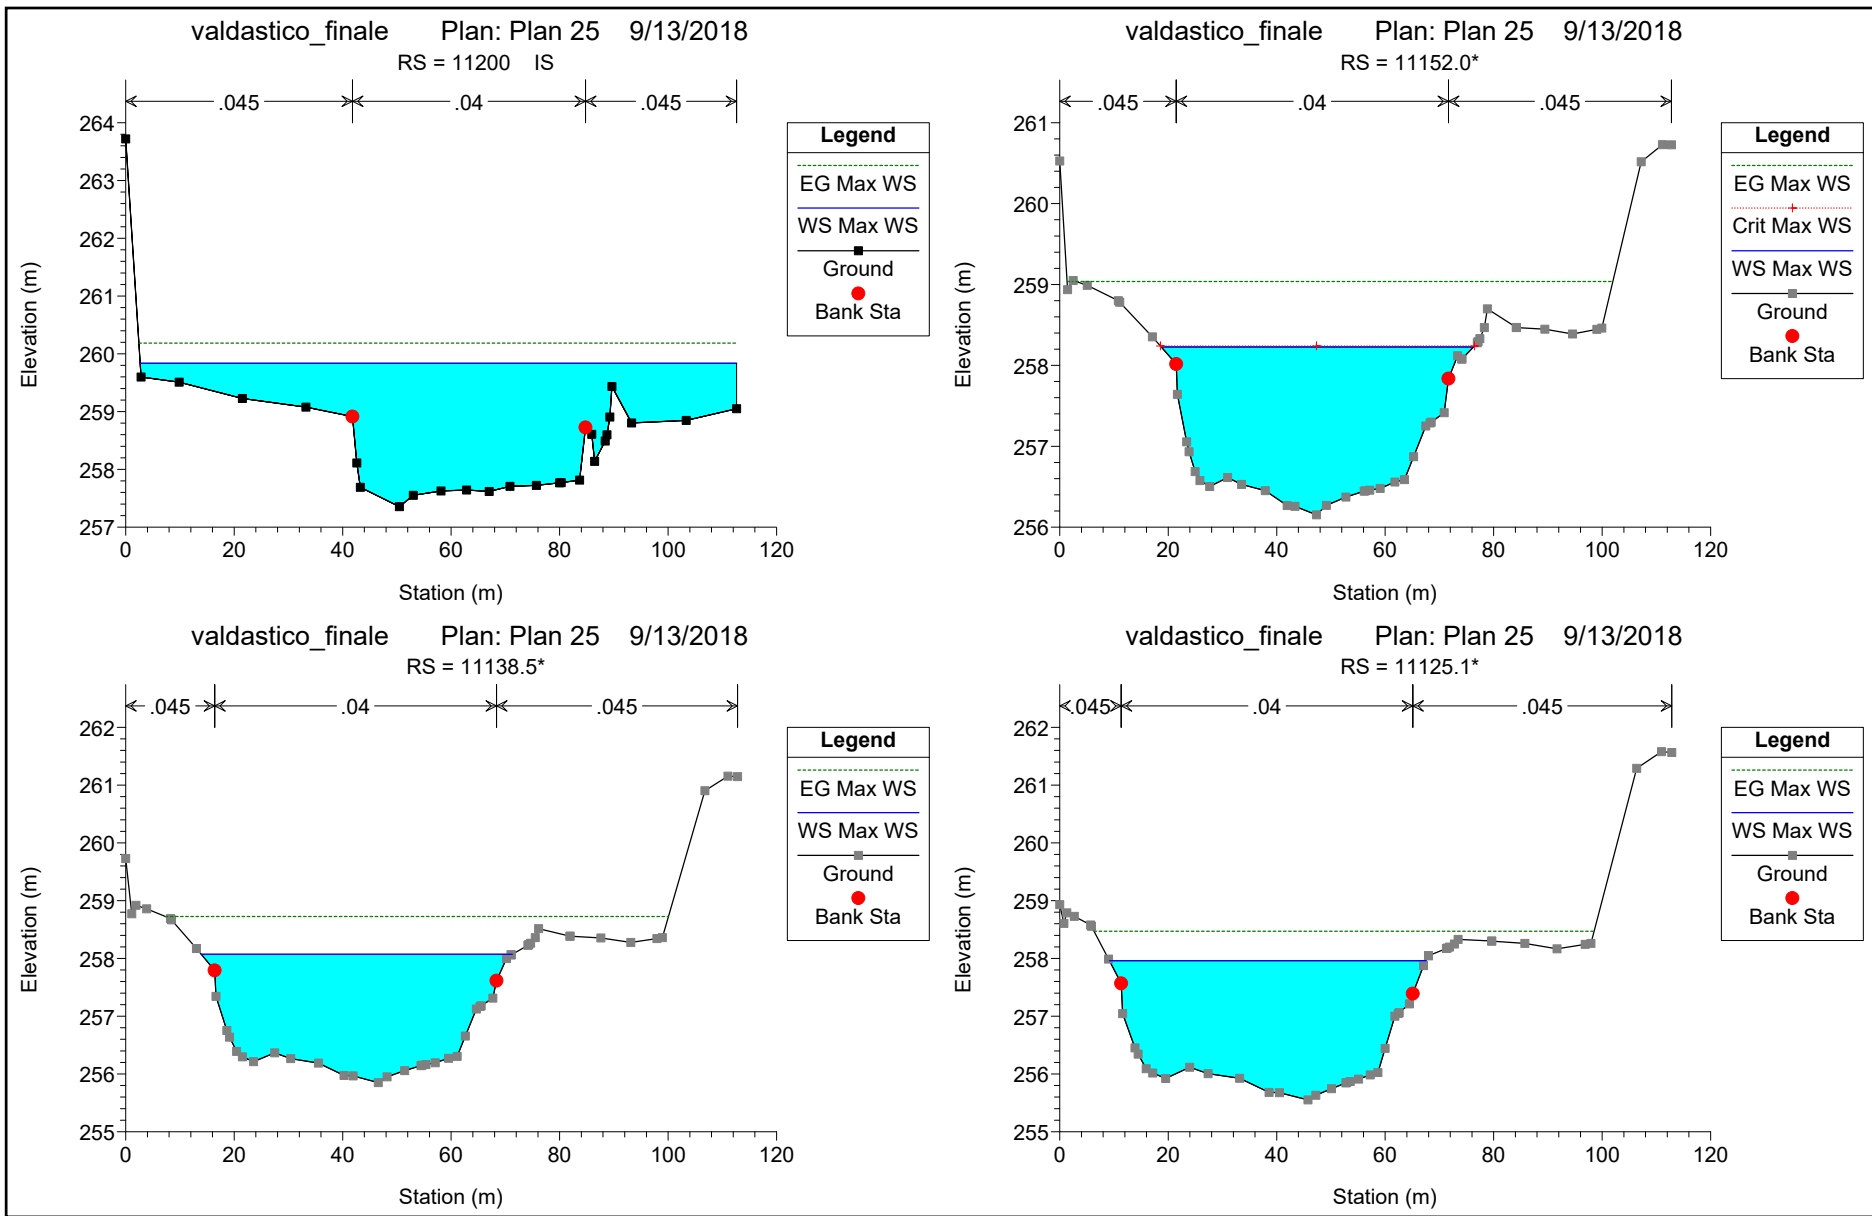 valdastico_finale Plan: Plan 25 9/13/2018
RS = 11200 IS
.045 .04 .045
264
263
262
261
260
259
258
257
0 20 40 60 80 100 120
Station (m)
Elevation (m)
Legend
EG Max WS
WS Max WS
Ground
Bank Sta
valdastico_finale Plan: Plan 25 9/13/2018
RS = 11152.0*
.045 .04 .045
261
260
259
258
257
256
0 20 40 60 80 100 120
Station (m)
Elevation (m)
Legend
EG Max WS
Crit Max WS
WS Max WS
Ground
Bank Sta
valdastico_finale Plan: Plan 25 9/13/2018
RS = 11138.5*
.045 .04 .045
262
261
260
259
258
257
256
255
0 20 40 60 80 100 120
Station (m)
Elevation (m)
Legend
EG Max WS
WS Max WS
Ground
Bank Sta
valdastico_finale Plan: Plan 25 9/13/2018
RS = 11125.1*
.045 .04 .045
262
261
260
259
258
257
256
255
0 20 40 60 80 100 120
Station (m)
Elevation (m)
Legend
EG Max WS
WS Max WS
Ground
Bank Sta